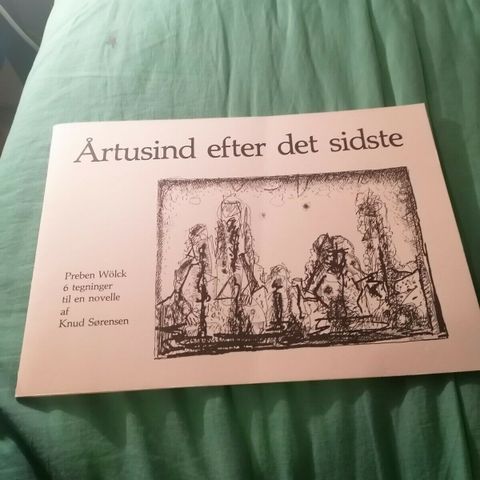 Årtusind efter det sidste
Preben Wölck
6 tegninger
til en novelle
af
Knud Sørensen